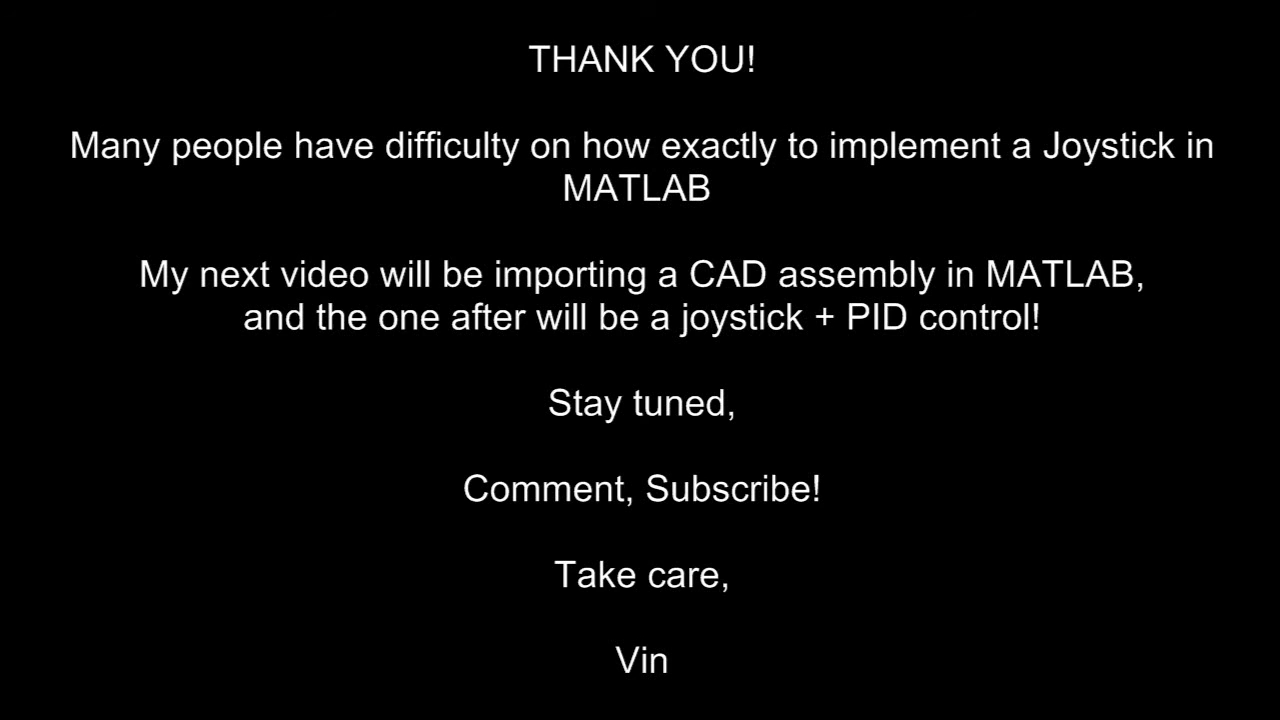 THANK YOU!
Many people have difficulty on how exactly to implement a Joystick in
MATLAB
My next video will be importing a CAD assembly in MATLAB,
and the one after will be a joystick + PID control!
Stay tuned,
Comment, Subscribe!
Take care,
Vin